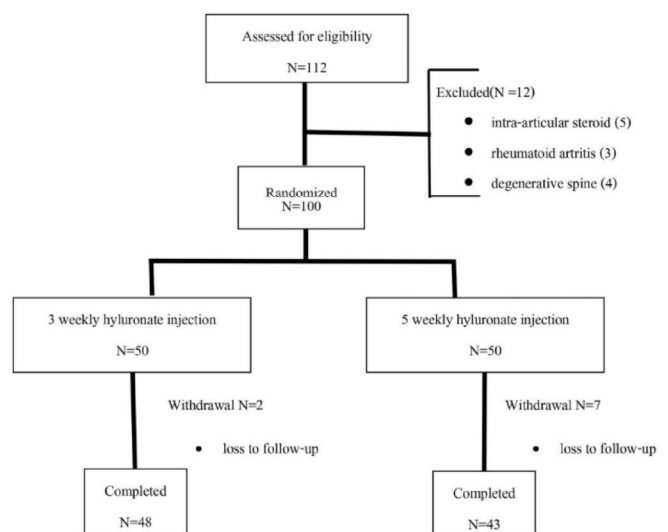 Assessed for eligibility
N=112
Excluded(N =12)
● intra-articular steroid (5)
● rheumatoid artritis (3)
● degenerative spine (4)
Randomized
N=100
3 weekly hyluronate injection
N=50
5 weekly hyluronate injection
N=50
Withdrawal N=2
● loss to follow-up
Withdrawal N=7
● loss to follow-up
Completed
N=48
Completed
N=43